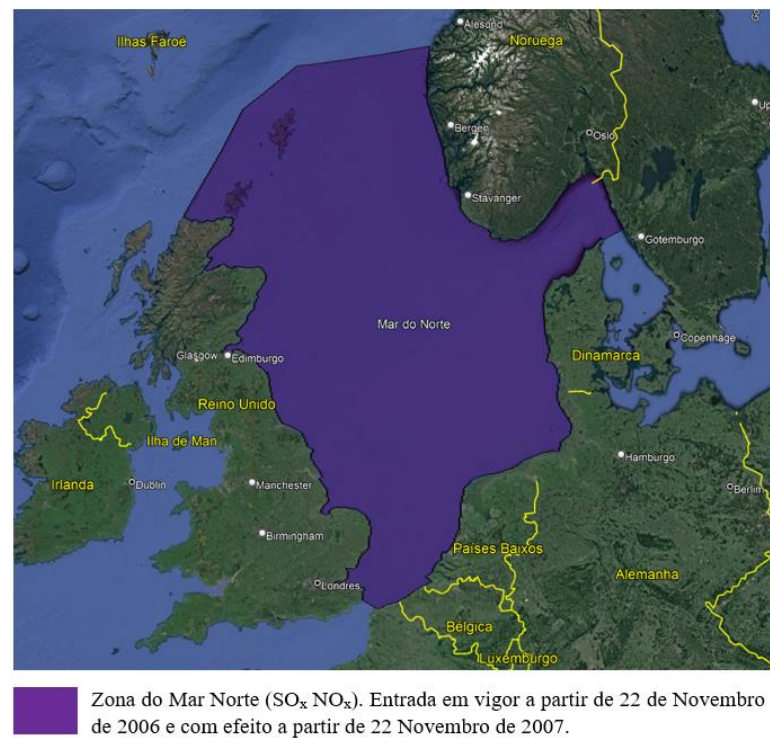 Ilhas Faroé
Alesond
Noruega
Bergen
Oslo
Stavanger
Gotemburgo
Mar do Norte
Glasgow
Edimburgo
Dinamarca
Copenhage
Reino Unido
Ilha de Man
Irlanda
Dublin
Manchester
Hamburgo
Berlim
Birmingham
Países Baixos
Londres
Alemanha
Bélgica
Luxemburgo
Zona do Mar Norte (SOₓ NOₓ). Entrada em vigor a partir de 22 de Novembro
de 2006 e com efeito a partir de 22 Novembro de 2007.